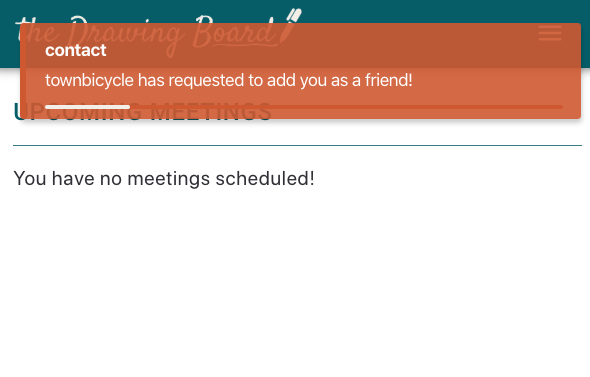 the Drawing Board
contact
townbicycle has requested to add you as a friend!
UPCOMING MEETINGS
You have no meetings scheduled!